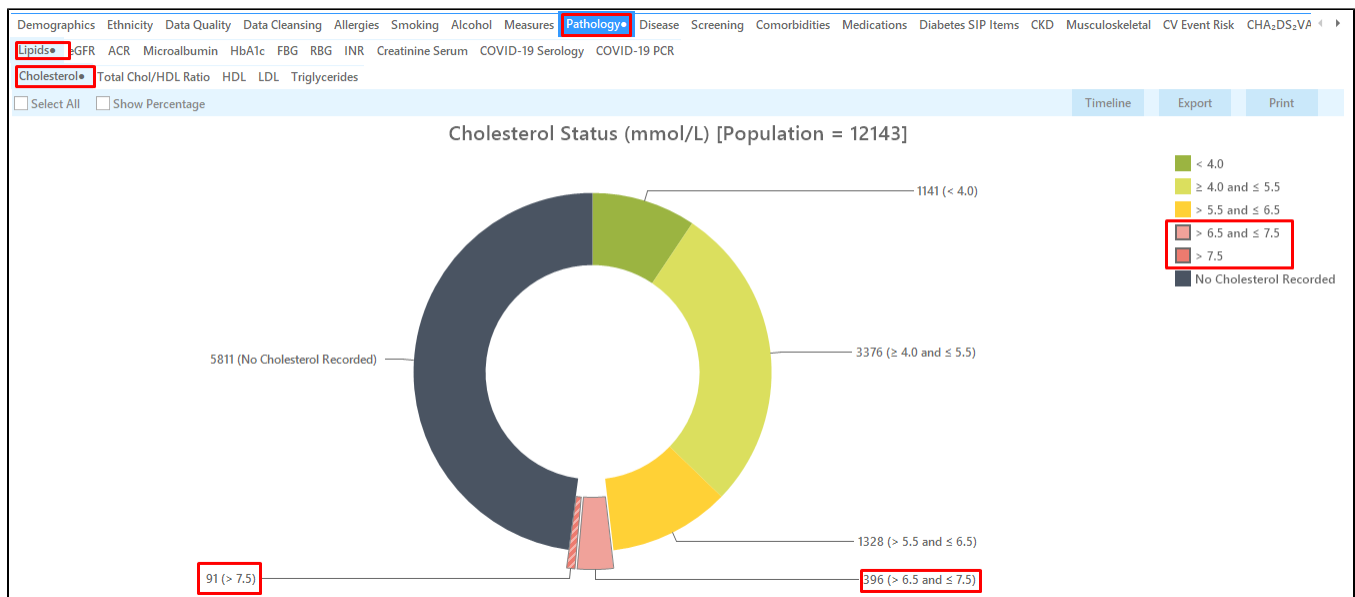 Demographics Ethnicity Data Quality Data Cleansing Allergies Smoking Alcohol Measures Pathology● Disease Screening Comorbidities Medications Diabetes SIP Items CKD Musculoskeletal CV Event Risk CHA₂DS₂VA
Lipids● eGFR ACR Microalbumin HbA1c FBG RBG INR Creatinine Serum COVID-19 Serology COVID-19 PCR
Cholesterol● Total Chol/HDL Ratio HDL LDL Triglycerides
Select All Show Percentage Timeline Export Print
Cholesterol Status (mmol/L) [Population = 12143]
< 4.0
≥ 4.0 and ≤ 5.5
> 5.5 and ≤ 6.5
> 6.5 and ≤ 7.5
> 7.5
No Cholesterol Recorded
1141 (< 4.0)
3376 (≥ 4.0 and ≤ 5.5)
5811 (No Cholesterol Recorded)
1328 (> 5.5 and ≤ 6.5)
91 (> 7.5)
396 (> 6.5 and ≤ 7.5)